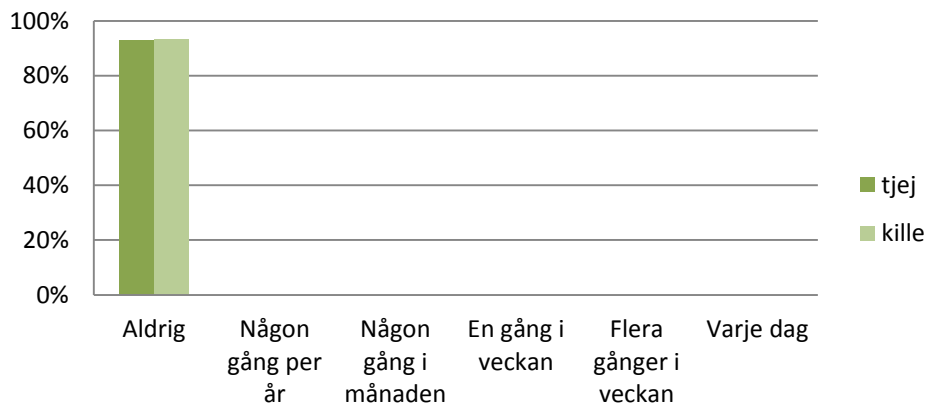 100%
80%
60%
40%
20%
0%
Aldrig
Någon
gång per
år
Någon
gång i
månaden
En gång i
veckan
Flera
gånger i
veckan
Varje dag
tjej
kille